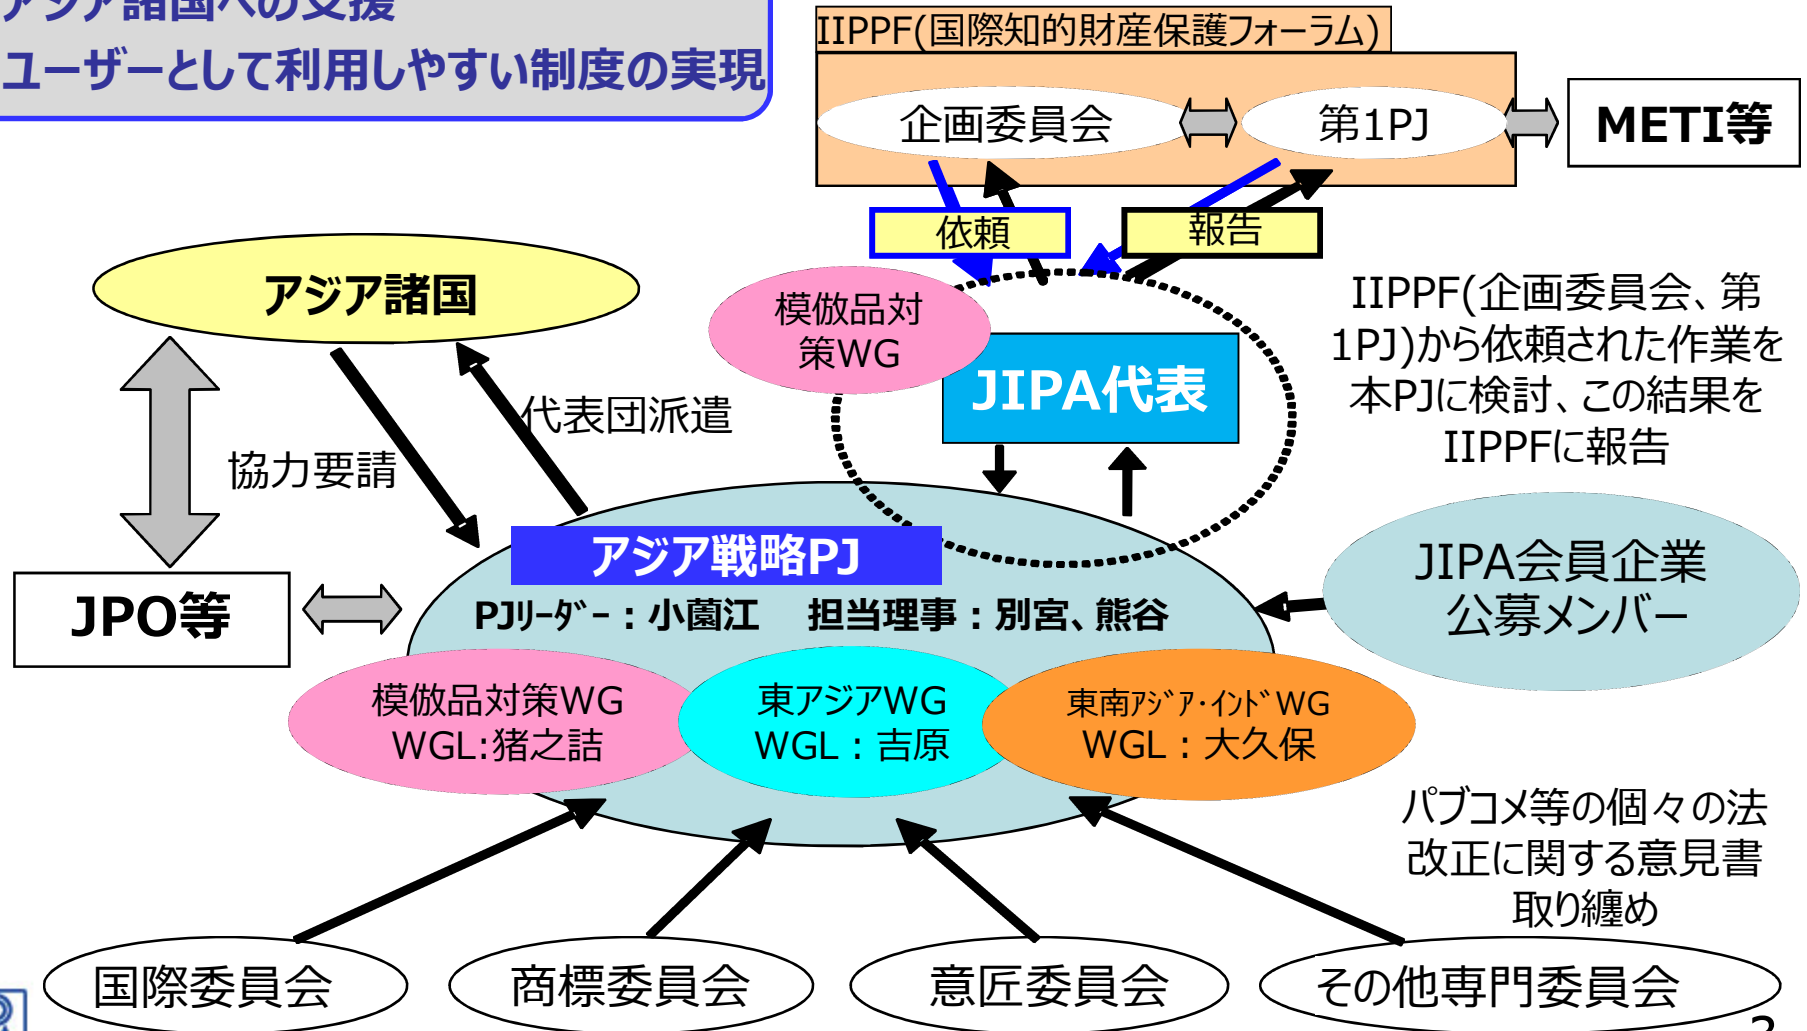 アジア諸国への支援
ユーザーとして利用しやすい制度の実現
IIPPF(国際知的財産保護フォーラム)
企画委員会
第1PJ
METI等
依頼
報告
アジア諸国
模倣品対
策WG
JIPA代表
IIPPF(企画委員会、第
1PJ)から依頼された作業を
本PJに検討、この結果を
IIPPFに報告
代表団派遣
協力要請
JPO等
アジア戦略PJ
PJﾘｰﾀﾞｰ：小薗江　担当理事：別宮、熊谷
JIPA会員企業
公募メンバー
模倣品対策WG
WGL:猪之詰
東アジアWG
WGL：吉原
東南ｱｼﾞｱ･ｲﾝﾄﾞWG
WGL：大久保
パブコメ等の個々の法
改正に関する意見書
取り纏め
国際委員会
商標委員会
意匠委員会
その他専門委員会